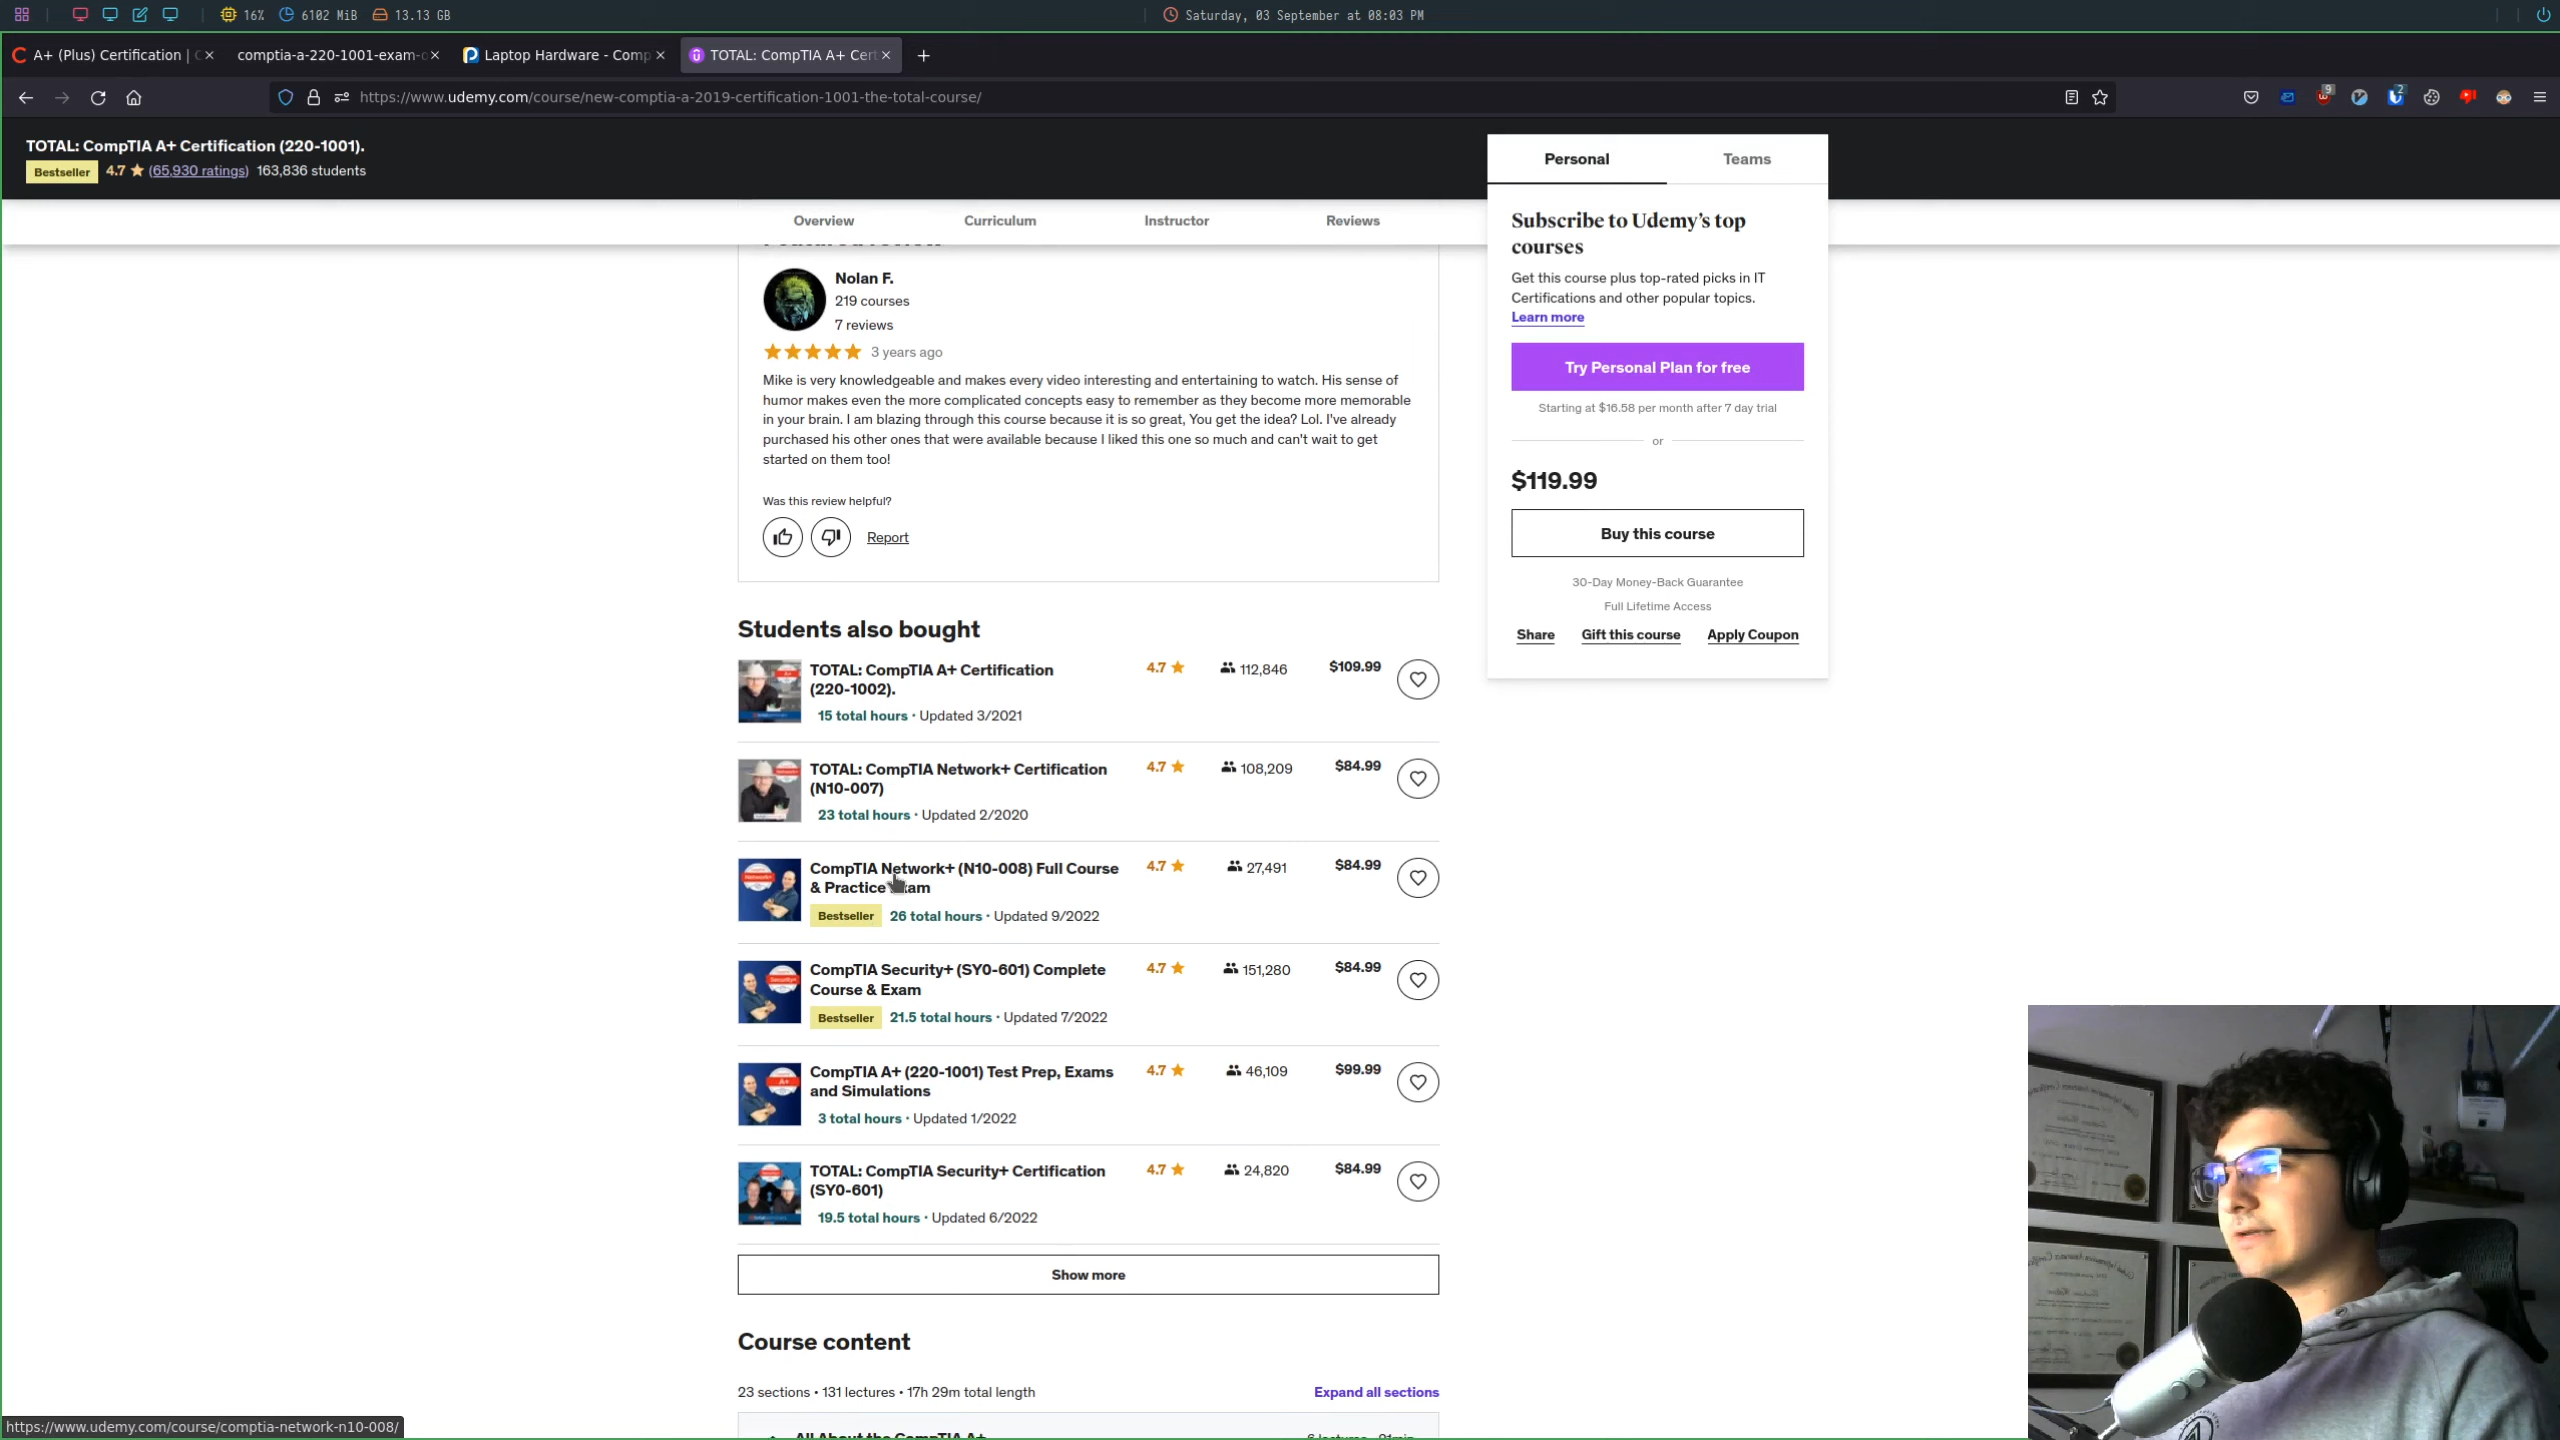 16%
6102 MiB
13.13 GB
Saturday, 03 September at 08:03 PM
A+ (Plus) Certification |
comptia-a-220-1001-exam-
Laptop Hardware - Comp
TOTAL: CompTIA A+ Cert
https://www.udemy.com/course/new-comptia-a-2019-certification-1001-the-total-course/
9
2
TOTAL: CompTIA A+ Certification (220-1001).
Bestseller 4.7 (65,930 ratings) 163,836 students
Personal
Teams
Overview
Curriculum
Instructor
Reviews
Subscribe to Udemy's top
courses
Get this course plus top-rated picks in IT
Certifications and other popular topics.
Learn more
Try Personal Plan for free
Starting at $16.58 per month after 7 day trial
or
$119.99
Buy this course
30-Day Money-Back Guarantee
Full Lifetime Access
Share
Gift this course
Apply Coupon
Nolan F.
219 courses
7 reviews
3 years ago
Mike is very knowledgeable and makes every video interesting and entertaining to watch. His sense of
humor makes even the more complicated concepts easy to remember as they become more memorable
in your brain. I am blazing through this course because it is so great, You get the idea? Lol. I've already
purchased his other ones that were available because I liked this one so much and can't wait to get
started on them too!
Was this review helpful?
Report
Students also bought
TOTAL: CompTIA A+ Certification
(220-1002).
15 total hours · Updated 3/2021
4.7
112,846
$109.99
TOTAL: CompTIA Network+ Certification
(N10-007)
23 total hours · Updated 2/2020
4.7
108,209
$84.99
CompTIA Network+ (N10-008) Full Course
& Practice
Bestseller 26 total hours · Updated 9/2022
4.7
27,491
$84.99
CompTIA Security+ (SY0-601) Complete
Course & Exam
Bestseller 21.5 total hours · Updated 7/2022
4.7
151,280
$84.99
CompTIA A+ (220-1001) Test Prep, Exams
and Simulations
3 total hours · Updated 1/2022
4.7
46,109
$99.99
TOTAL: CompTIA Security+ Certification
(SY0-601)
19.5 total hours · Updated 6/2022
4.7
24,820
$84.99
Show more
Course content
23 sections • 131 lectures • 17h 29m total length
Expand all sections
All About the CompTIA A+
https://www.udemy.com/course/comptia-network-n10-008/